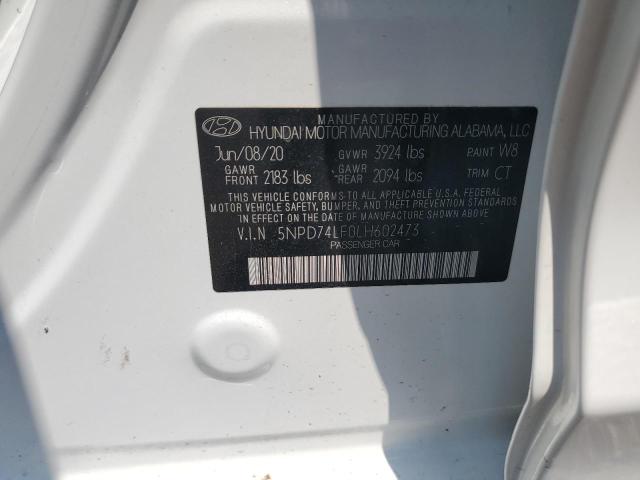 MANUFACTURED BY
HYUNDAI MOTOR MANUFACTURING ALABAMA, LLC
Jun/08/20 GVWR 3924 lbs PAINT W8
GAWR FRONT 2183 lbs GAWR REAR 2094 lbs TRIM CT
THIS VEHICLE CONFORMS TO ALL APPLICABLE U.S.A. FEDERAL
MOTOR VEHICLE SAFETY, BUMPER, AND THEFT PREVENTION STANDARDS
IN EFFECT ON THE DATE OF MANUFACTURE SHOWN ABOVE.
V.I.N 5NPD74LF0LH602473
PASSENGER CAR